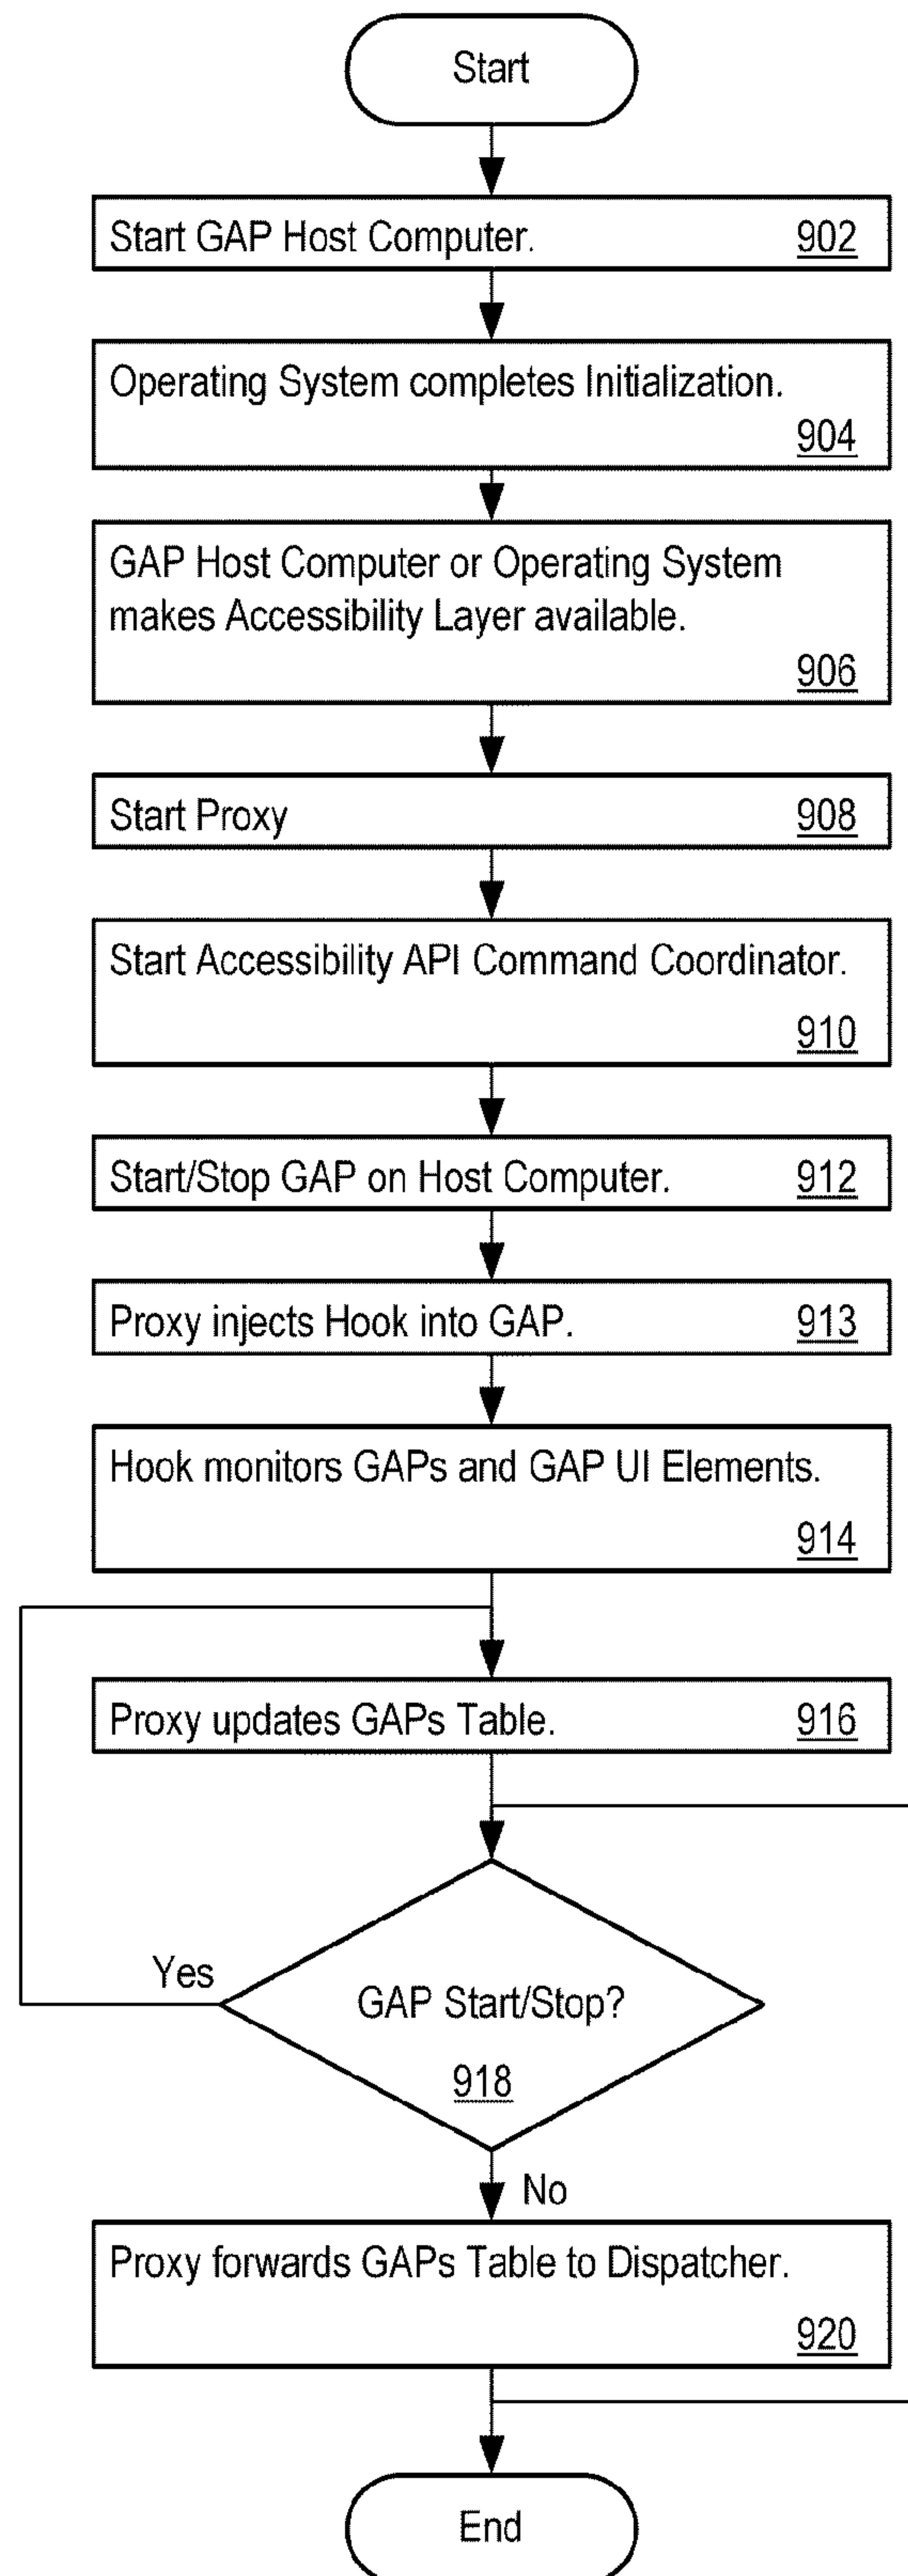 Start
Start GAP Host Computer. 902
Operating System completes Initialization.
904
GAP Host Computer or Operating System
makes Accessibility Layer available.
906
Start Proxy 908
Start Accessibility API Command Coordinator.
910
Start/Stop GAP on Host Computer. 912
Proxy injects Hook into GAP. 913
Hook monitors GAPs and GAP UI Elements.
914
Proxy updates GAPs Table. 916
Yes
GAP Start/Stop?
918
No
Proxy forwards GAPs Table to Dispatcher.
920
End